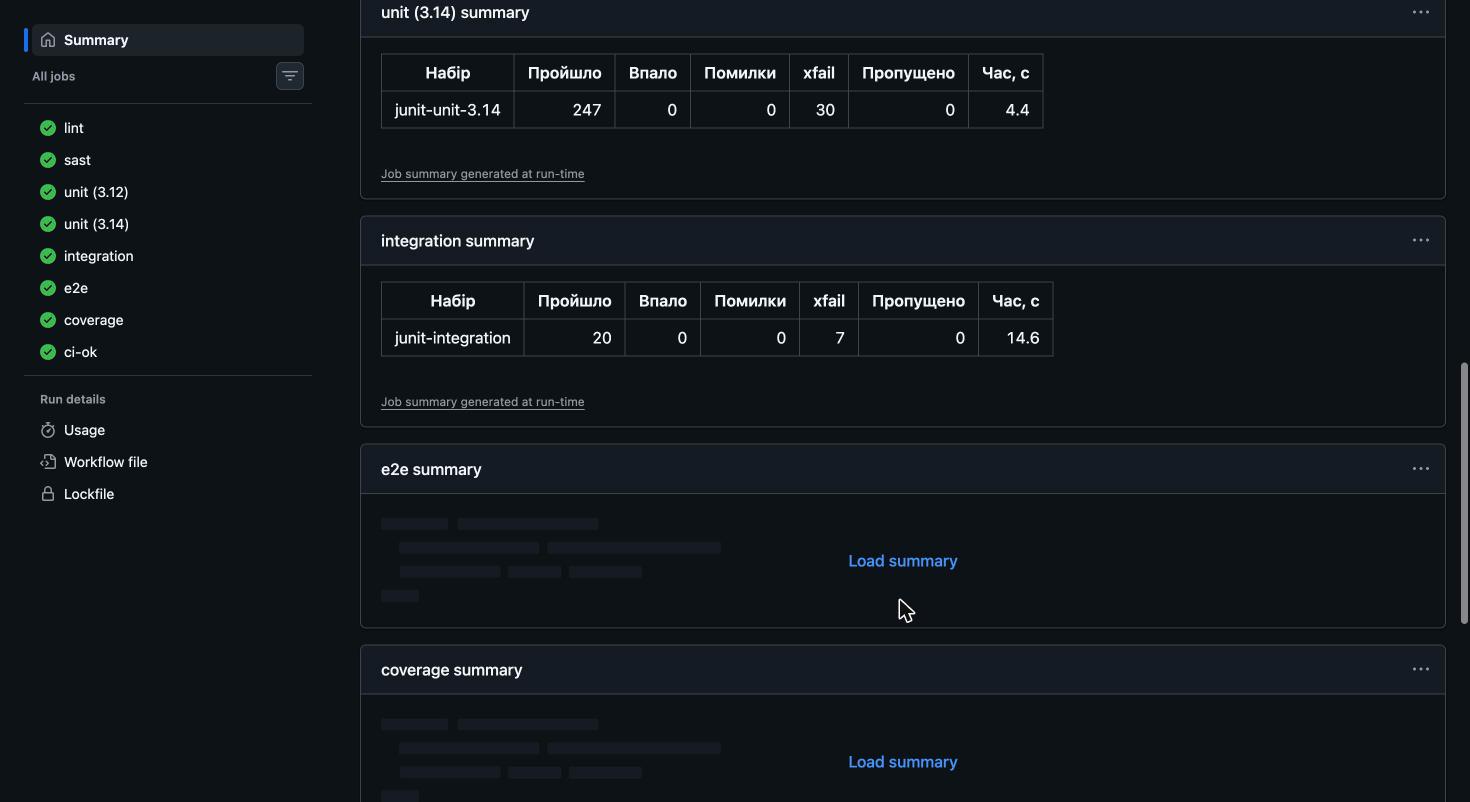 Summary
All jobs
lint
sast
unit (3.12)
unit (3.14)
integration
e2e
coverage
ci-ok
Run details
Usage
Workflow file
Lockfile
unit (3.14) summary
Набір Пройшло Впало Помилки xfail Пропущено Час, с
junit-unit-3.14 247 0 0 30 0 4.4
Job summary generated at run-time
integration summary
Набір Пройшло Впало Помилки xfail Пропущено Час, с
junit-integration 20 0 0 7 0 14.6
Job summary generated at run-time
e2e summary
Load summary
coverage summary
Load summary